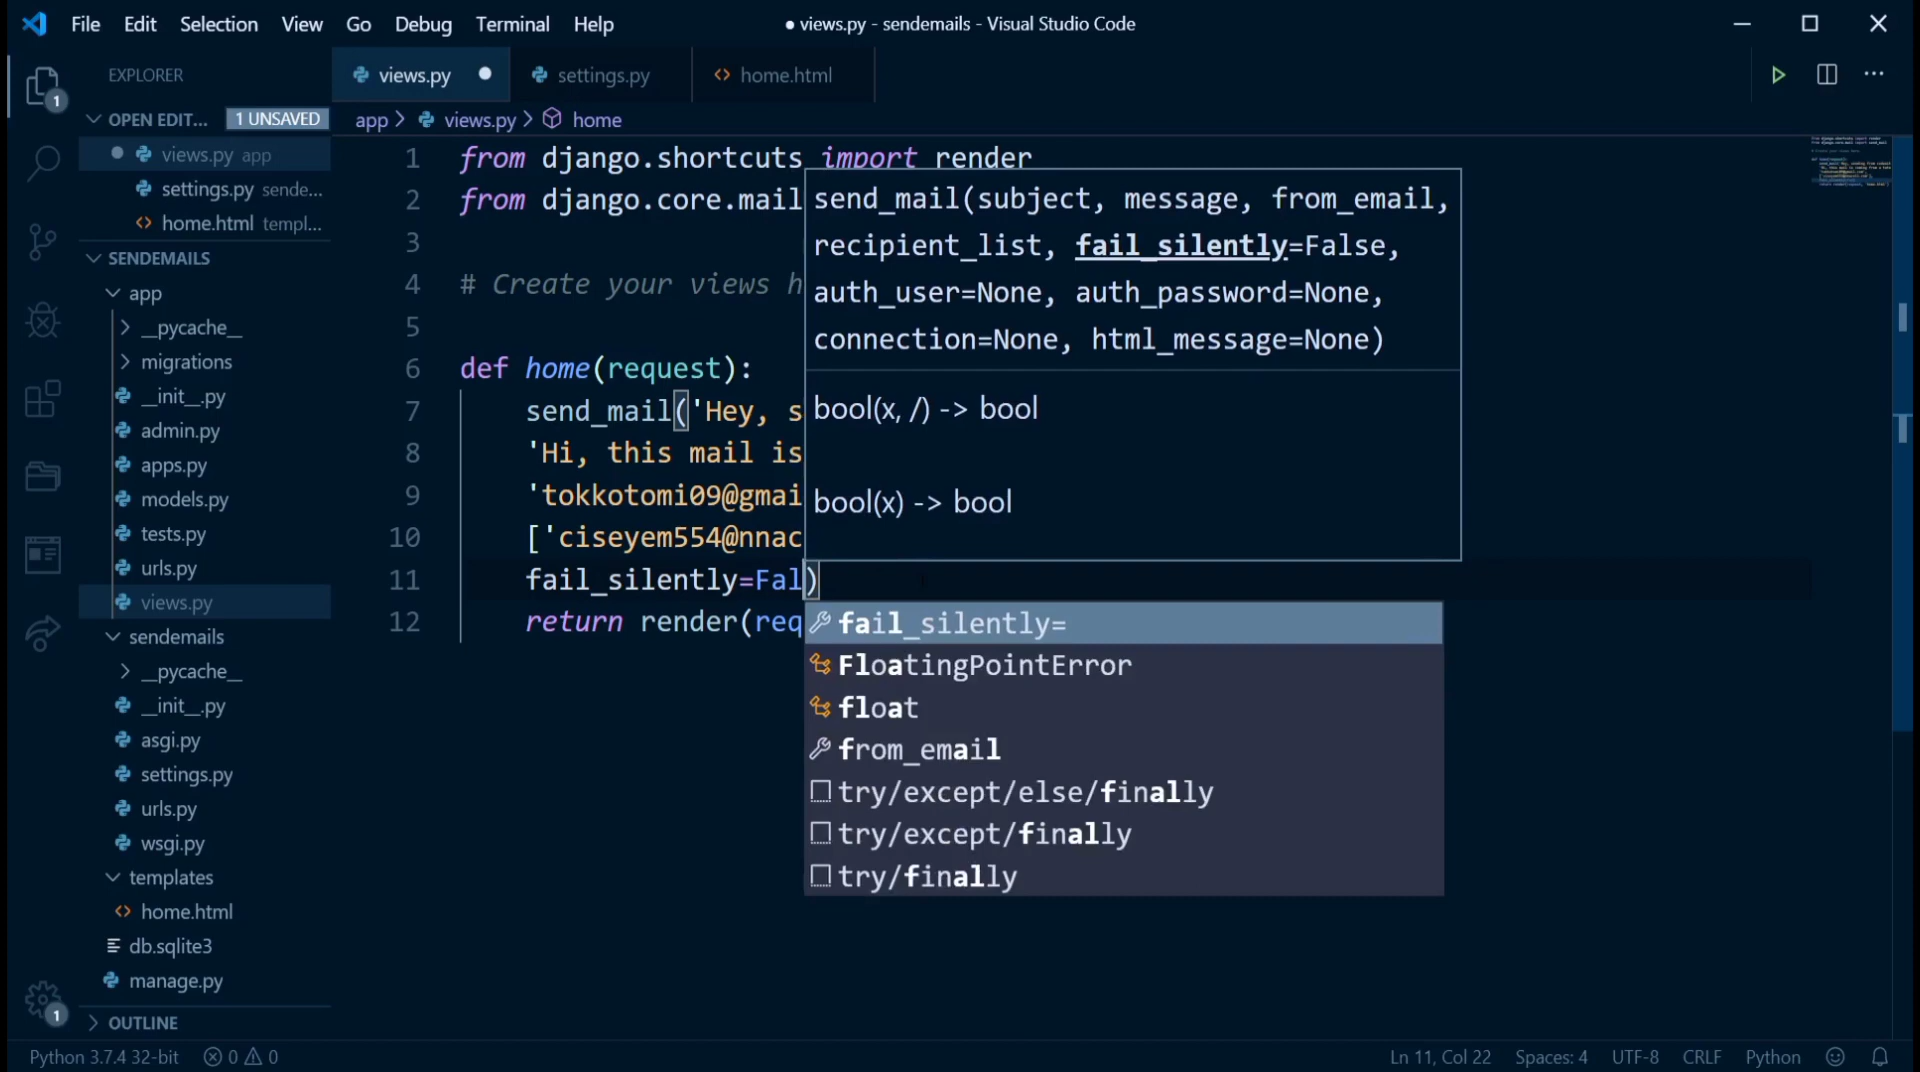 File Edit Selection View Go Debug Terminal Help
● views.py - sendemails - Visual Studio Code
EXPLORER
views.py
settings.py
home.html
OPEN EDIT... 1 UNSAVED
app > views.py > home
views.py app
settings.py sende...
home.html templ...
SENDEMAILS
app
__pycache__
migrations
__init__.py
admin.py
apps.py
models.py
tests.py
urls.py
views.py
sendemails
__pycache__
__init__.py
asgi.py
settings.py
urls.py
wsgi.py
templates
home.html
db.sqlite3
manage.py
OUTLINE
1
1
1 from django.shortcuts import render
2 from django.core.mail
3
4 # Create your views h
5
6 def home(request):
7 send_mail('Hey, s
8 'Hi, this mail is
9 'tokkotomi09@gmai
10 ['ciseyem554@nnac
11 fail_silently=Fal)
12 return render(req
send_mail(subject, message, from_email,
recipient_list, fail_silently=False,
auth_user=None, auth_password=None,
connection=None, html_message=None)
bool(x, /) -> bool
bool(x) -> bool
fail_silently=
FloatingPointError
float
from_email
try/except/else/finally
try/except/finally
try/finally
Python 3.7.4 32-bit 0 0
Ln 11, Col 22 Spaces: 4 UTF-8 CRLF Python